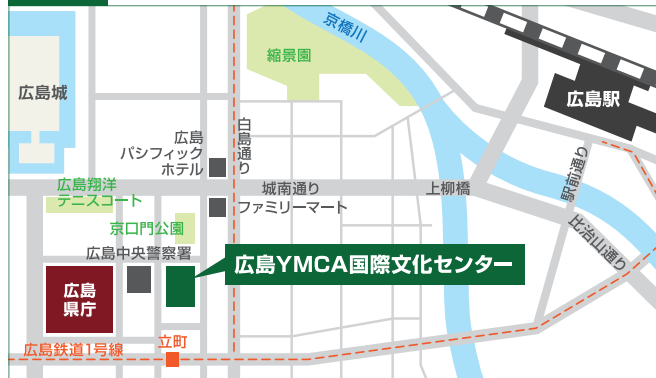 京橋川
縮景園
広島城
広島駅
広島
パシフィック
ホテル
白島通り
駅前通り
広島翔洋
テニスコート
城南通り
上柳橋
ファミリーマート
京口門公園
比治山通り
広島中央警察署
広島YMCA国際文化センター
広島
県庁
立町
広島鉄道1号線